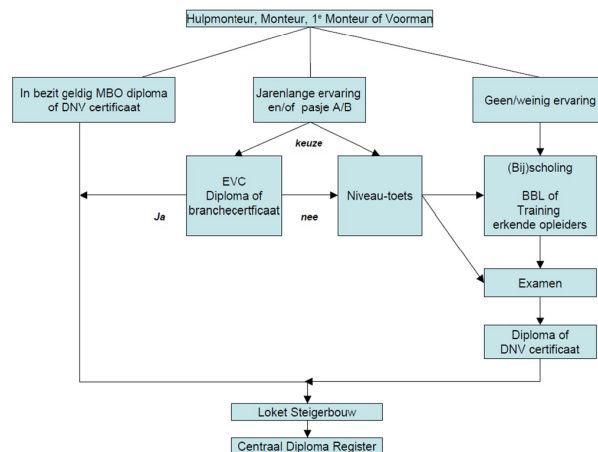 Hulpmonteur, Monteur, 1e Monteur of Voorman
In bezit geldig MBO diploma
of DNV certificaat
Jarenlange ervaring
en/of pasje A/B
Geen/weinig ervaring
keuze
EVC
Diploma of
branchecertficaat
Niveau-toets
(Bij)scholing
BBL of
Training
erkende opleiders
Ja
nee
Examen
Diploma of
DNV certificaat
Loket Steigerbouw
Centraal Diploma Register